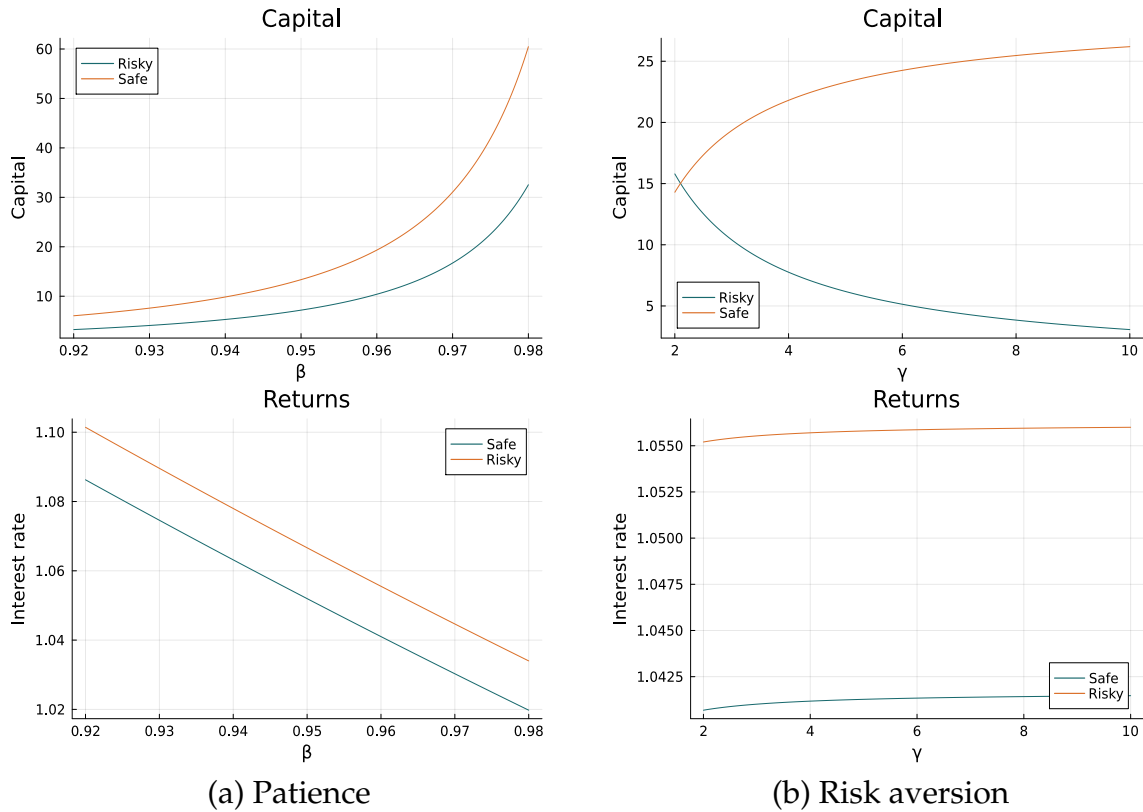 Capital
Risky
Safe
Capital
60
50
40
30
20
10
0.92 0.93 0.94 0.95 0.96 0.97 0.98
β
Capital
Risky
Safe
Capital
25
20
15
10
5
2 4 6 8 10
γ
Returns
Safe
Risky
Interest rate
1.10
1.08
1.06
1.04
1.02
0.92 0.93 0.94 0.95 0.96 0.97 0.98
β
Returns
Safe
Risky
Interest rate
1.0550
1.0525
1.0500
1.0475
1.0450
1.0425
2 4 6 8 10
γ
(a) Patience
(b) Risk aversion